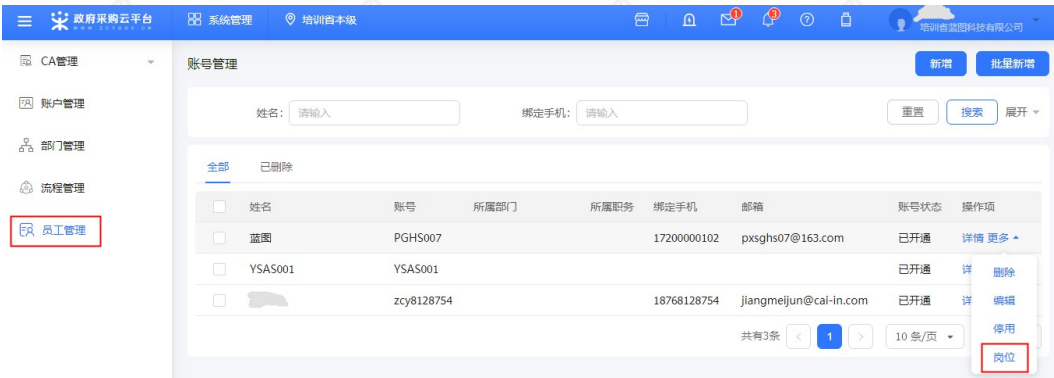 政府采购云平台
WWW.ZCYGOV.CN
系统管理
培训省本级
3
培训省蓝图科技有限公司
CA管理
账户管理
部门管理
流程管理
员工管理
账号管理
新增
批量新增
姓名: 请输入
绑定手机: 请输入
重置
搜索
展开
全部
已删除
姓名 账号 所属部门 所属职务 绑定手机 邮箱 账号状态 操作项
蓝图 PGHS007 17200000102 pxsghs07@163.com 已开通 详情 更多
YSAS001 YSAS001 已开通 详
zcy8128754 18768128754 jiangmeijun@cai-in.com 已开通 详
删除
编辑
停用
岗位
共有3条 < 1 > 10 条/页